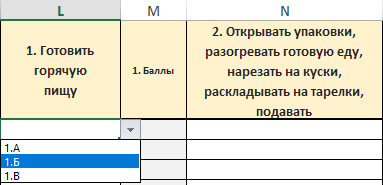 L M N
1. Готовить
горячую
пищу
1. Баллы
2. Открывать упаковки,
разогревать готовую еду,
нарезать на куски,
раскладывать на тарелки,
подавать
1.А
1.Б
1.В